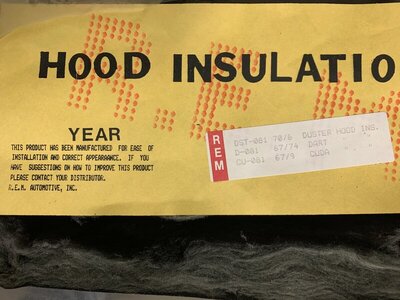 HOOD INSULATIO
R.E.M
YEAR
THIS PRODUCT HAS BEEN MANUFACTURED FOR EASE OF
INSTALLATION AND CORRECT APPEARAANCE. IF YOU
HAVE SUGGESTIONS ON HOW TO IMPROVE THIS PRODUCT
PLEASE CONTACT YOUR DISTRIBUTOR.
R.E.M. AUTOMOTIVE, INC.
REM
DST-081 70/6 DUSTER HOOD INS.
D-081 67/74 DART "
CU-081 67/9 CUDA "